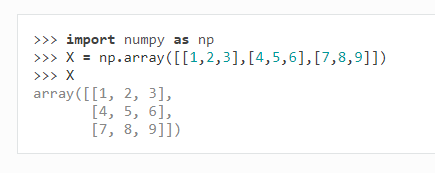 >>> import numpy as np
>>> X = np.array([[1,2,3],[4,5,6],[7,8,9]])
>>> X
array([[1, 2, 3],
       [4, 5, 6],
       [7, 8, 9]])